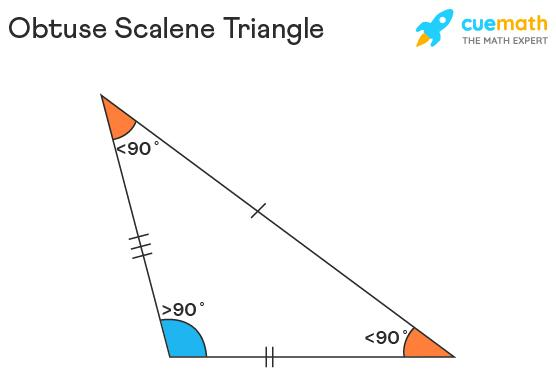 Obtuse Scalene Triangle
cuemath
THE MATH EXPERT
<90°
>90°
<90°